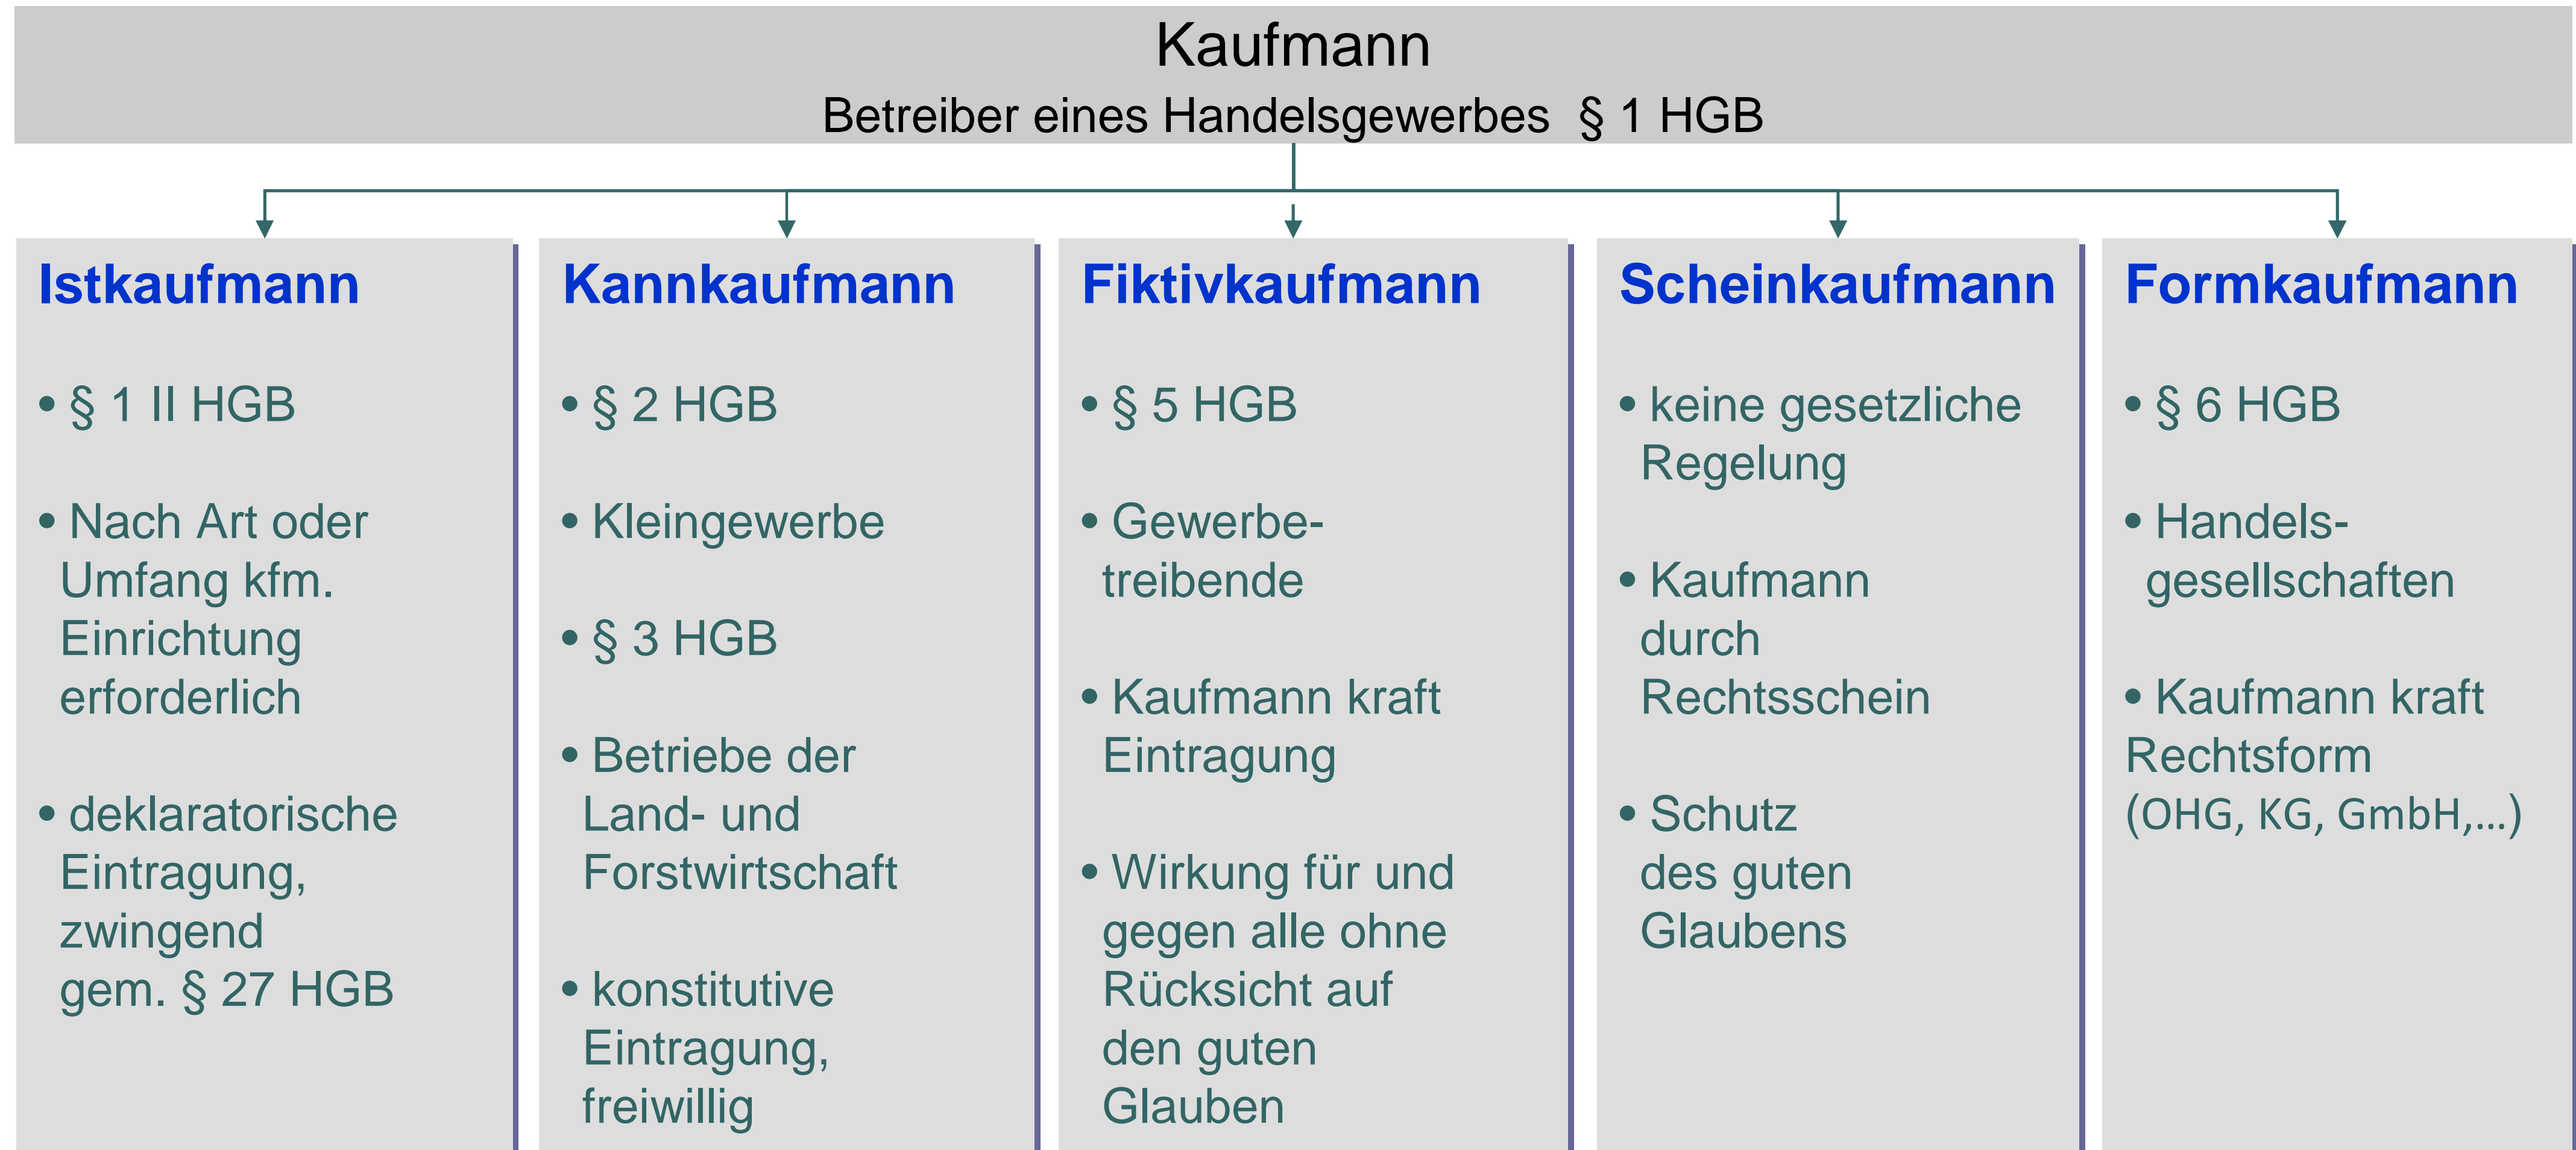 Kaufmann
Betreiber eines Handelsgewerbes § 1 HGB
Istkaufmann
• § 1 II HGB
• Nach Art oder
Umfang kfm.
Einrichtung
erforderlich
• deklaratorische
Eintragung,
zwingend
gem. § 27 HGB
Kannkaufmann
• § 2 HGB
• Kleingewerbe
• § 3 HGB
• Betriebe der
Land- und
Forstwirtschaft
• konstitutive
Eintragung,
freiwillig
Fiktivkaufmann
• § 5 HGB
• Gewerbe-
treibende
• Kaufmann kraft
Eintragung
• Wirkung für und
gegen alle ohne
Rücksicht auf
den guten
Glauben
Scheinkaufmann
• keine gesetzliche
Regelung
• Kaufmann
durch
Rechtsschein
• Schutz
des guten
Glaubens
Formkaufmann
• § 6 HGB
• Handels-
gesellschaften
• Kaufmann kraft
Rechtsform
(OHG, KG, GmbH,...)